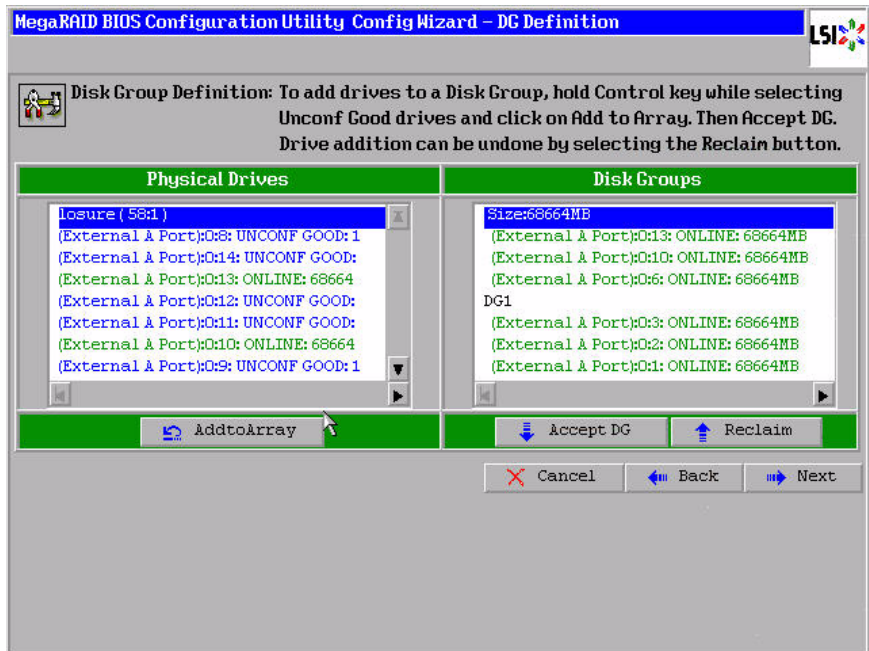 MegaRAID BIOS Configuration Utility Config Wizard – DG Definition
LSI
Disk Group Definition: To add drives to a Disk Group, hold Control key while selecting
Unconf Good drives and click on Add to Array. Then Accept DG.
Drive addition can be undone by selecting the Reclaim button.
Physical Drives
losure ( 58:1 )
(External A Port):0:8: UNCONF GOOD: 1
(External A Port):0:14: UNCONF GOOD:
(External A Port):0:13: ONLINE: 68664
(External A Port):0:12: UNCONF GOOD:
(External A Port):0:11: UNCONF GOOD:
(External A Port):0:10: ONLINE: 68664
(External A Port):0:9: UNCONF GOOD: 1
AddtoArray
Disk Groups
Size:68664MB
(External A Port):0:13: ONLINE: 68664MB
(External A Port):0:10: ONLINE: 68664MB
(External A Port):0:6: ONLINE: 68664MB
DG1
(External A Port):0:3: ONLINE: 68664MB
(External A Port):0:2: ONLINE: 68664MB
(External A Port):0:1: ONLINE: 68664MB
Accept DG
Reclaim
Cancel
Back
Next